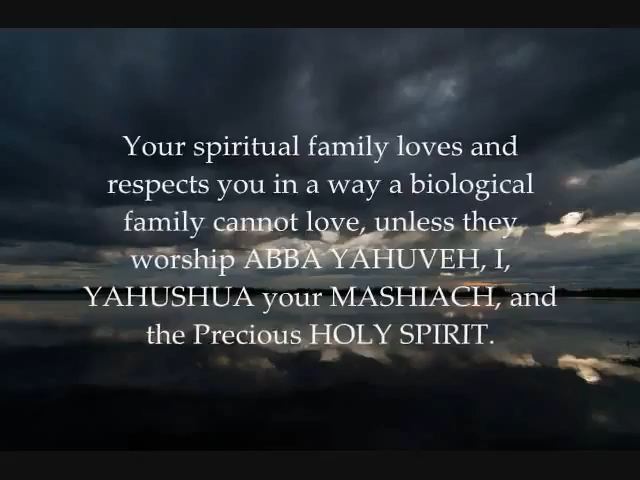 Your spiritual family loves and
respects you in a way a biological
family cannot love, unless they
worship ABBA YAHUVEH, I,
YAHUSHUA your MASHIACH, and
the Precious HOLY SPIRIT.